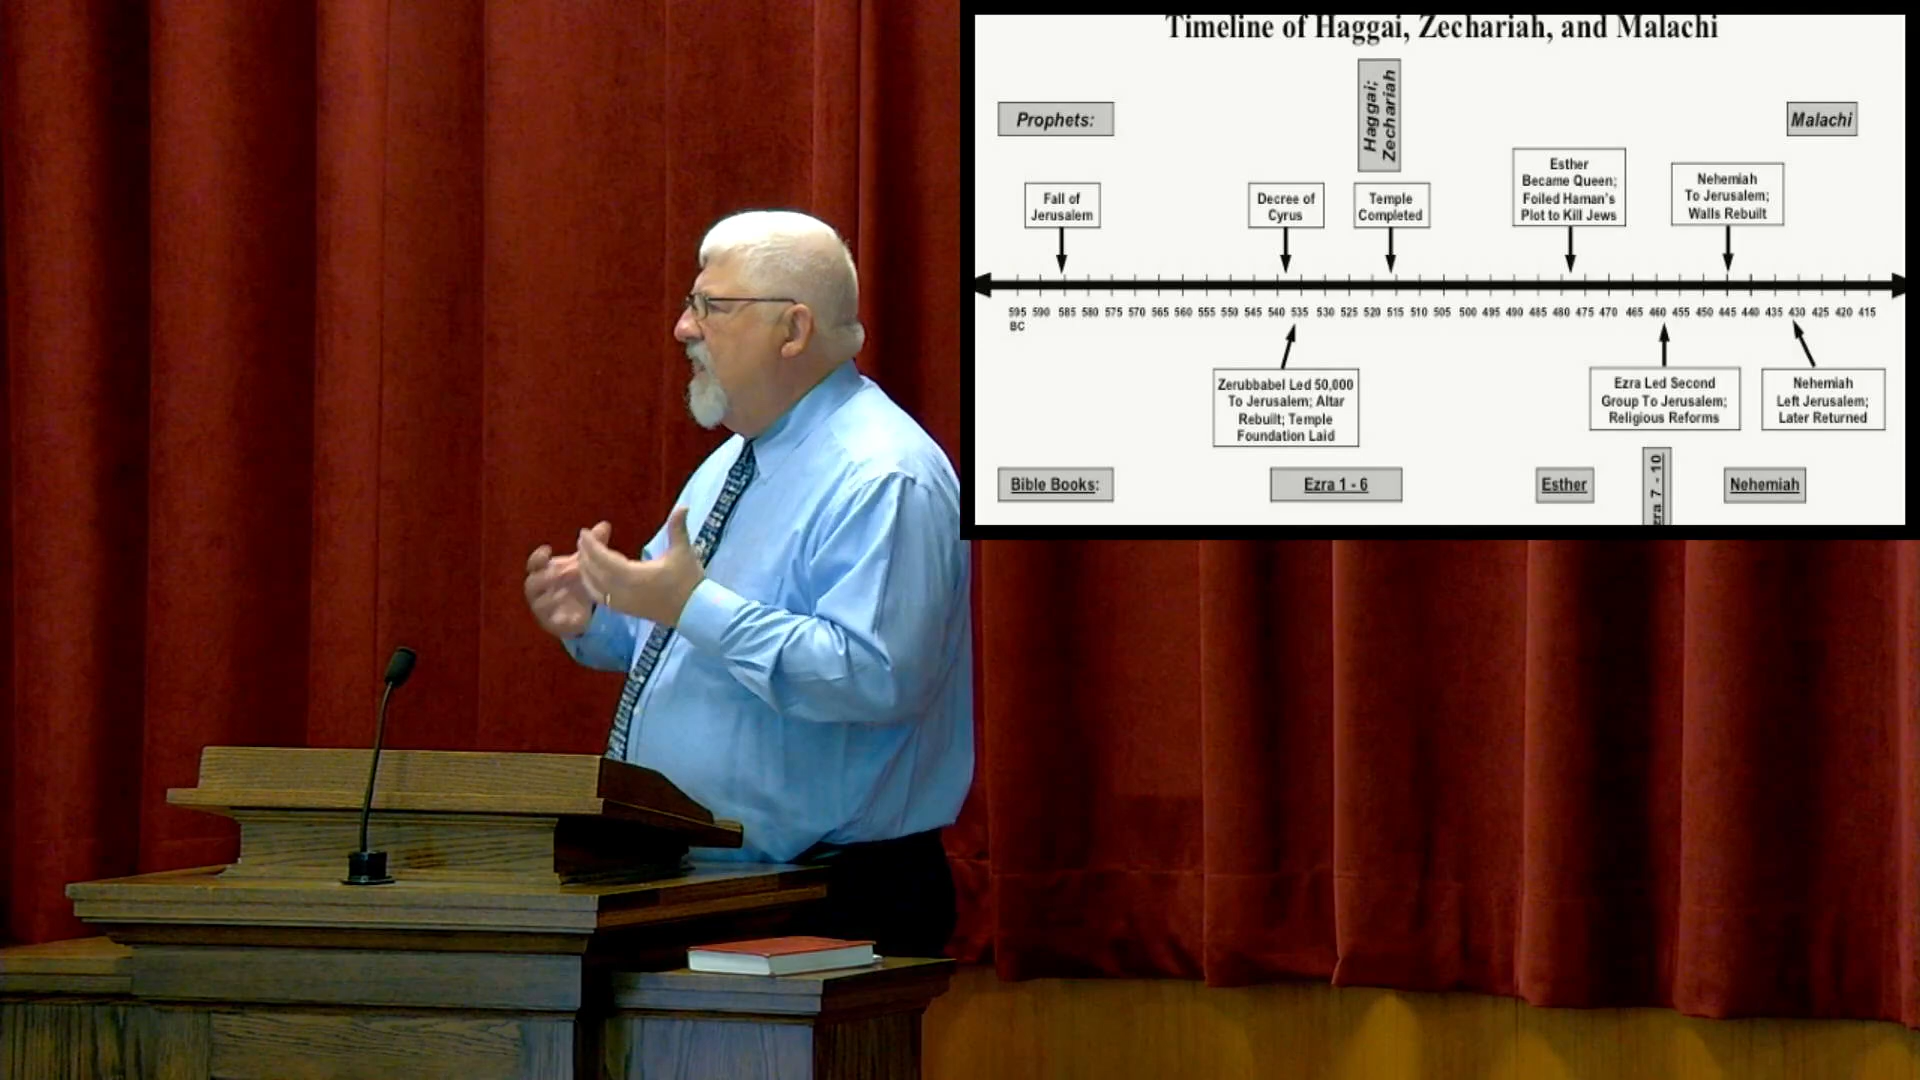 Timeline of Haggai, Zechariah, and Malachi
Haggai;
Zechariah
Prophets:
Malachi
Fall of
Jerusalem
Decree of
Cyrus
Temple
Completed
Esther
Became Queen;
Foiled Haman's
Plot to Kill Jews
Nehemiah
To Jerusalem;
Walls Rebuilt
595 590 585 580 575 570 565 560 555 550 545 540 535 530 525 520 515 510 505 500 495 490 485 480 475 470 465 460 455 450 445 440 435 430 425 420 415
BC
Zerubbabel Led 50,000
To Jerusalem; Altar
Rebuilt; Temple
Foundation Laid
Ezra Led Second
Group To Jerusalem;
Religious Reforms
Nehemiah
Left Jerusalem;
Later Returned
Bible Books:
Ezra 1 - 6
Esther
zra 7 - 10
Nehemiah